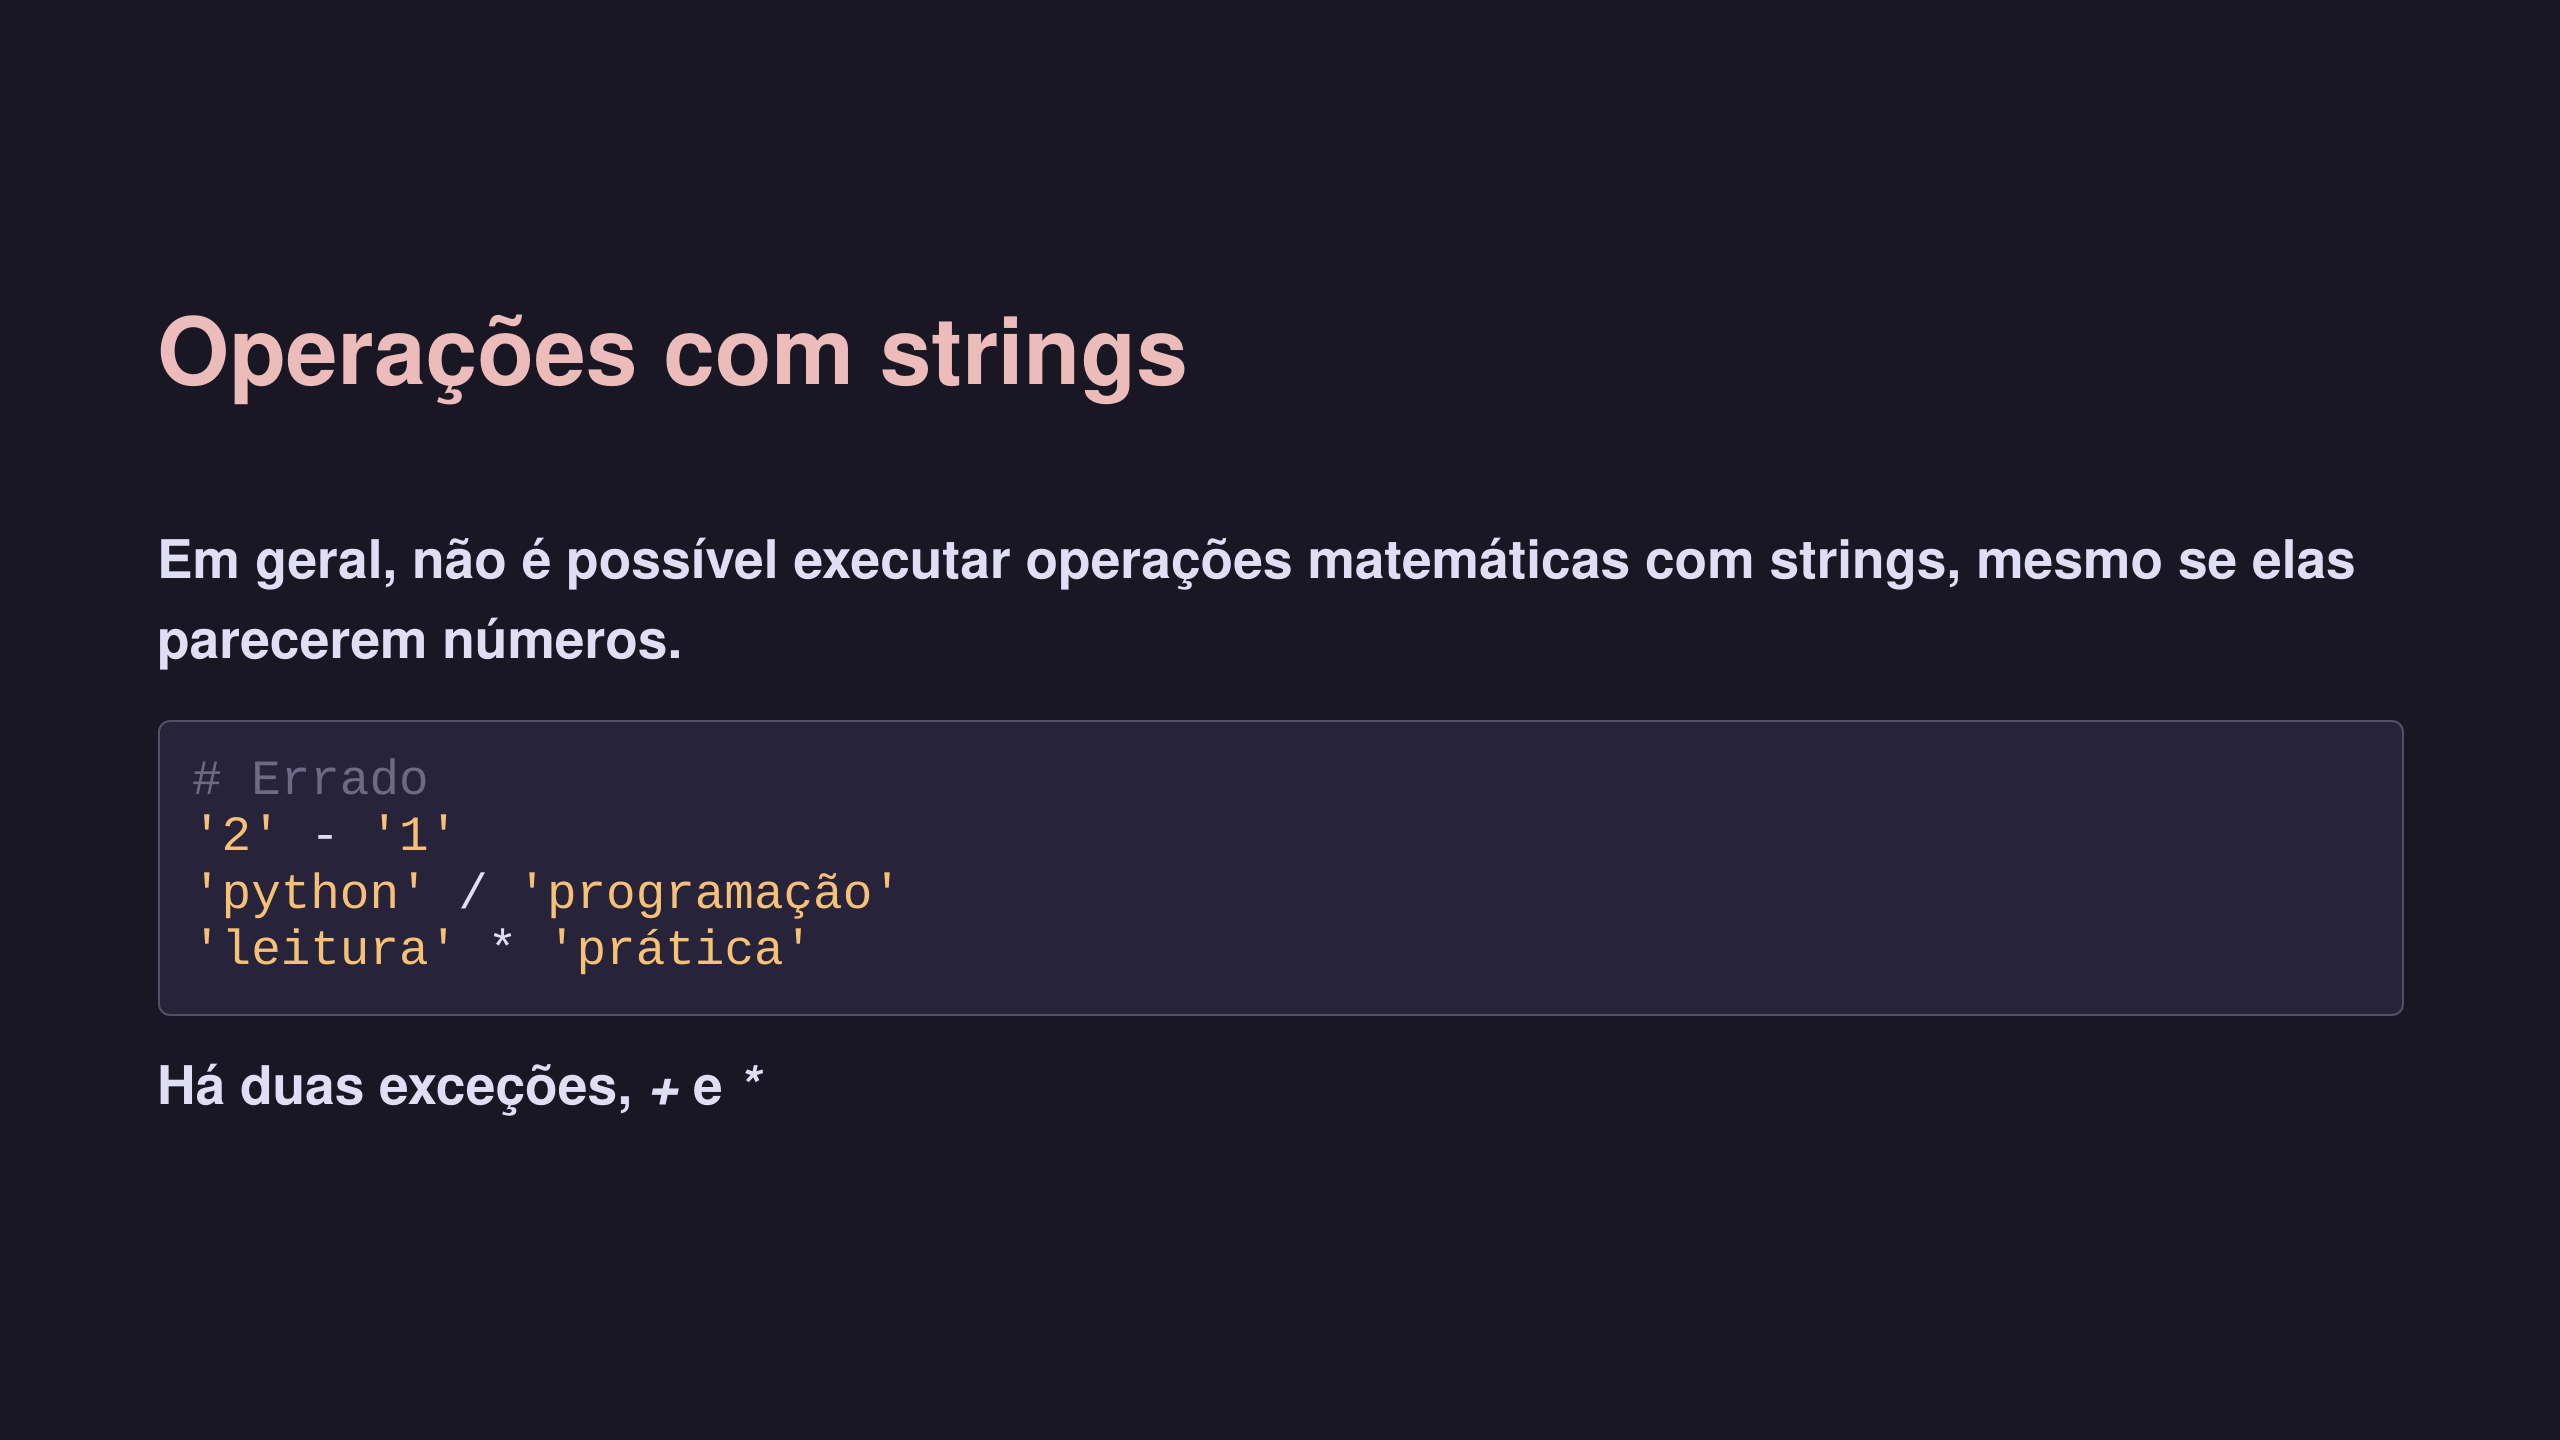 Operações com strings
Em geral, não é possível executar operações matemáticas com strings, mesmo se elas
parecerem números.
# Errado
'2' - '1'
'python' / 'programação'
'leitura' * 'prática'
Há duas exceções, + e *